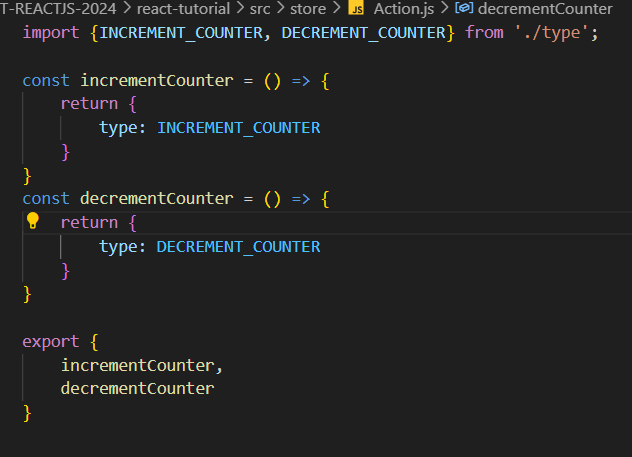 T-REACTJS-2024 > react-tutorial > src > store > JS Action.js > decrementCounter
import {INCREMENT_COUNTER, DECREMENT_COUNTER} from './type';
const incrementCounter = () => {
    return {
        type: INCREMENT_COUNTER
    }
}
const decrementCounter = () => {
    return {
        type: DECREMENT_COUNTER
    }
}
export {
    incrementCounter,
    decrementCounter
}